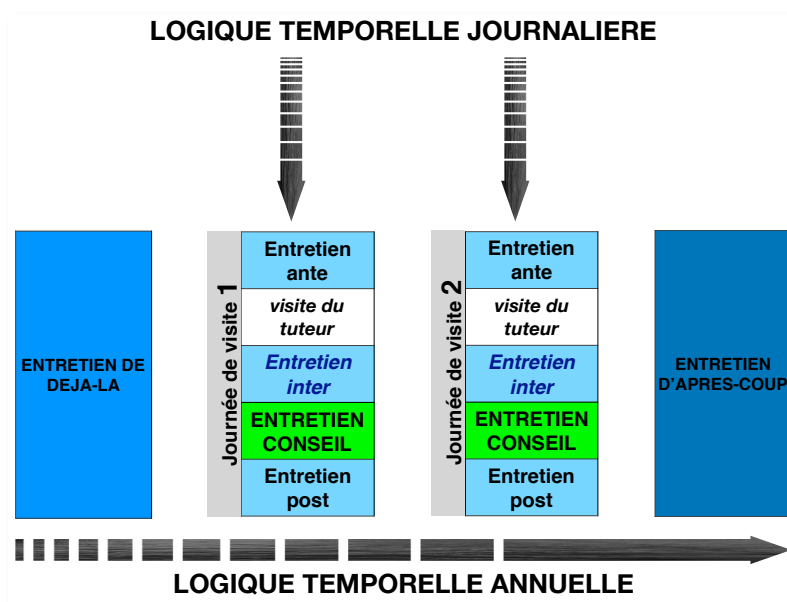 LOGIQUE TEMPORELLE JOURNALIERE
ENTRETIEN DE
DEJA-LA
Journée de visite 1
Entretien
ante
visite du
tuteur
Entretien
inter
ENTRETIEN
CONSEIL
Entretien
post
Journée de visite 2
Entretien
ante
visite du
tuteur
Entretien
inter
ENTRETIEN
CONSEIL
Entretien
post
ENTRETIEN
D'APRES-COUP
LOGIQUE TEMPORELLE ANNUELLE